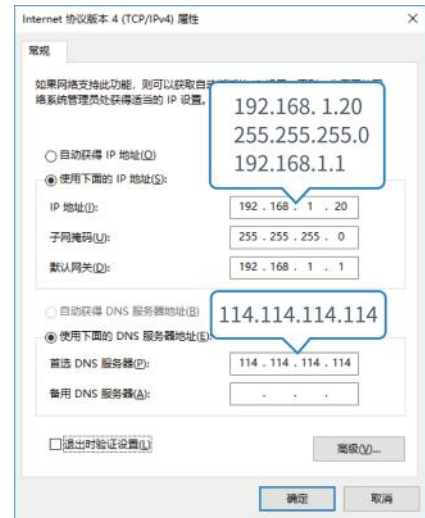 Internet 协议版本 4 (TCP/IPv4) 属性
常规
如果网络支持此功能，则可以获取自
络系统管理员处获得适当的 IP 设置。
192.168. 1.20
255.255.255.0
192.168.1.1
自动获得 IP 地址(O)
使用下面的 IP 地址(S):
IP 地址(I): 192 . 168 . 1 . 20
子网掩码(U): 255 . 255 . 255 . 0
默认网关(D): 192 . 168 . 1 . 1
自动获得 DNS 服务器地址(B)
114.114.114.114
使用下面的 DNS 服务器地址(E):
首选 DNS 服务器(P): 114 . 114 . 114 . 114
备用 DNS 服务器(A): . . .
退出时验证设置(L)
高级(V)...
确定 取消